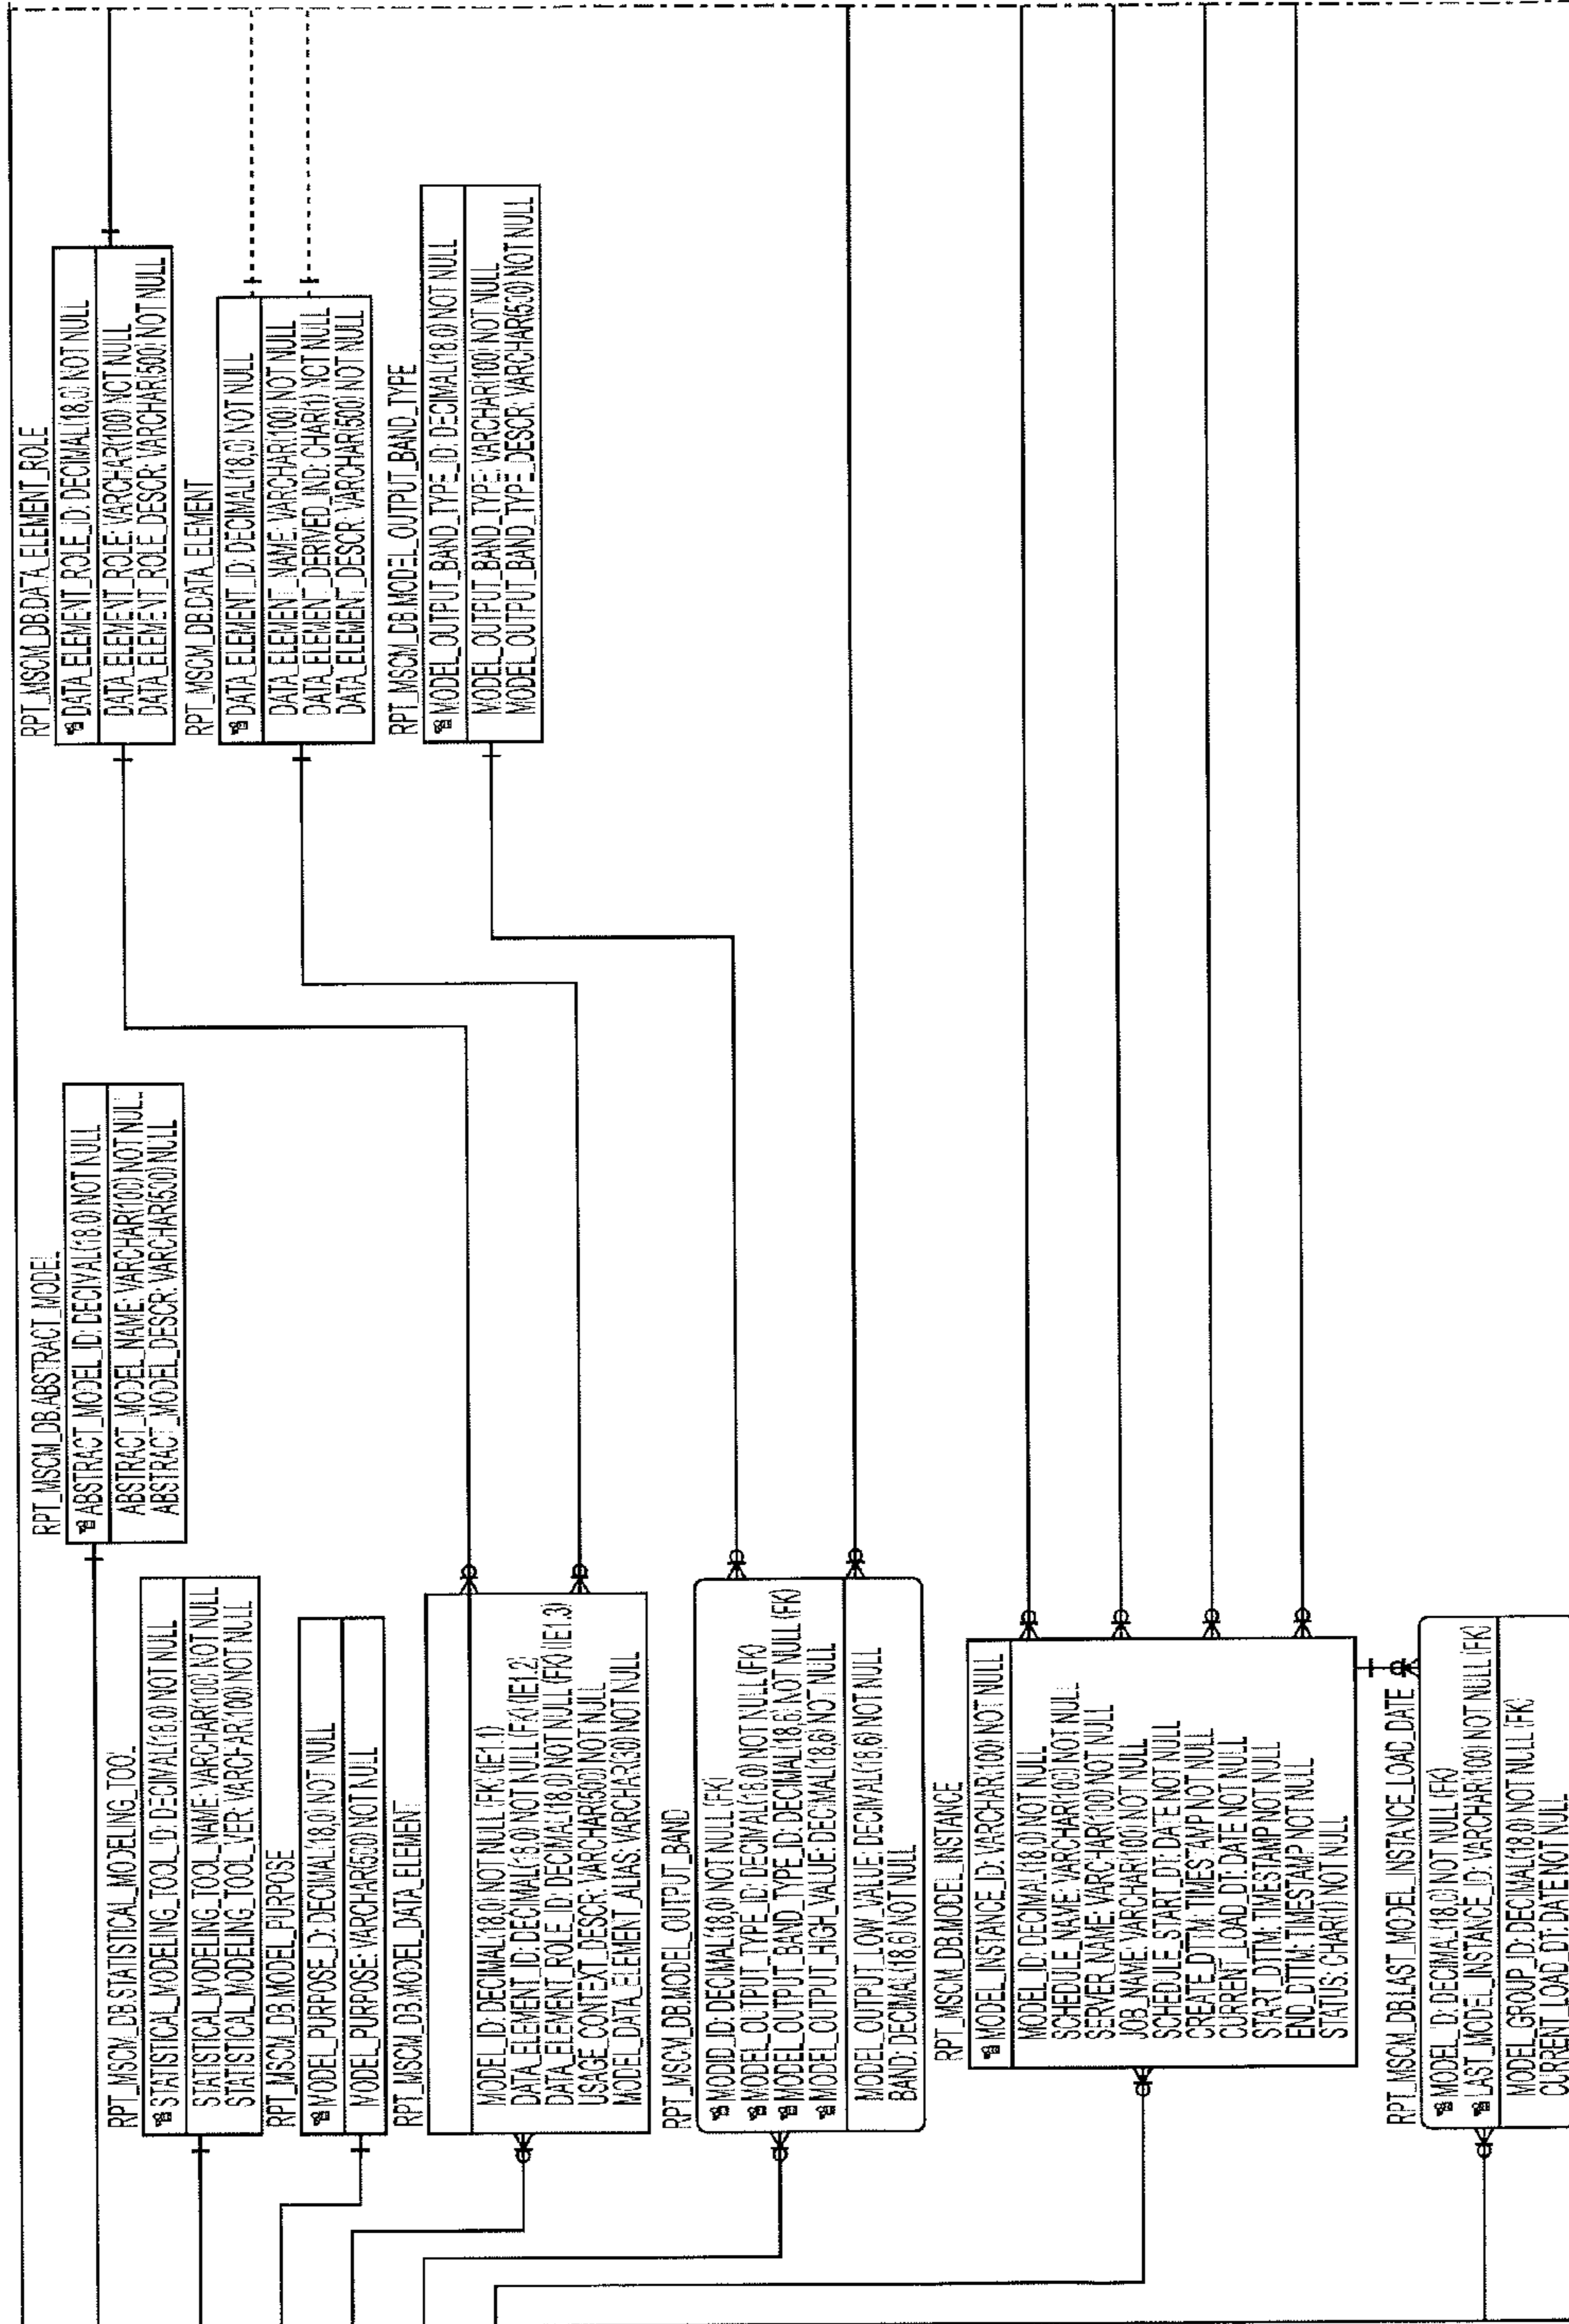 RPT_MSCM_DB.ABSTRACT_MODEL
ABSTRACT_MODEL_ID: DECIMAL(18,0) NOT NULL
ABSTRACT_MODEL_NAME: VARCHAR(100) NOT NULL
ABSTRACT_MODEL_DESCR: VARCHAR(500) NULL
RPT_MSCM_DB.DATA_ELEMENT_ROLE
DATA_ELEMENT_ROLE_ID: DECIMAL(18,0) NOT NULL
DATA_ELEMENT_ROLE: VARCHAR(100) NOT NULL
DATA_ELEMENT_ROLE_DESCR: VARCHAR(500) NOT NULL
RPT_MSCM_DB.STATISTICAL_MODELING_TOOL
STATISTICAL_MODELING_TOOL_ID: DECIMAL(18,0) NOT NULL
STATISTICAL_MODELING_TOOL_NAME: VARCHAR(100) NOT NULL
STATISTICAL_MODELING_TOOL_VER: VARCHAR(100) NOT NULL
RPT_MSCM_DB.DATA_ELEMENT
DATA_ELEMENT_ID: DECIMAL(18,0) NOT NULL
DATA_ELEMENT_NAME: VARCHAR(100) NOT NULL
DATA_ELEMENT_DERIVED_IND: CHAR(1) NOT NULL
DATA_ELEMENT_DESCR: VARCHAR(500) NOT NULL
RPT_MSCM_DB.MODEL_PURPOSE
MODEL_PURPOSE_ID: DECIMAL(18,0) NOT NULL
MODEL_PURPOSE: VARCHAR(500) NOT NULL
RPT_MSCM_DB.MODEL_OUTPUT_BAND_TYPE
MODEL_OUTPUT_BAND_TYPE_ID: DECIMAL(18,0) NOT NULL
MODEL_OUTPUT_BAND_TYPE: VARCHAR(100) NOT NULL
MODEL_OUTPUT_BAND_TYPE_DESCR: VARCHAR(500) NOT NULL
RPT_MSCM_DB.MODEL_DATA_ELEMENT
MODEL_ID: DECIMAL(18,0) NOT NULL (FK) (IE1.1)
DATA_ELEMENT_ID: DECIMAL(18,0) NOT NULL (FK) (IE1.2)
DATA_ELEMENT_ROLE_ID: DECIMAL(18,0) NOT NULL (FK) (IE1.3)
USAGE_CONTEXT_DESCR: VARCHAR(500) NOT NULL
MODEL_DATA_ELEMENT_ALIAS: VARCHAR(30) NOT NULL
RPT_MSCM_DB.MODEL_OUTPUT_BAND
MODID_ID: DECIMAL(18,0) NOT NULL (FK)
MODEL_OUTPUT_TYPE_ID: DECIMAL(18,0) NOT NULL (FK)
MODEL_OUTPUT_BAND_TYPE_ID: DECIMAL(18,6) NOT NULL (FK)
MODEL_OUTPUT_HIGH_VALUE: DECIMAL(18,6) NOT NULL
MODEL_OUTPUT_LOW_VALUE: DECIMAL(18,6) NOT NULL
BAND: DECIMAL(18,6) NOT NULL
RPT_MSCM_DB.MODEL_INSTANCE
MODEL_INSTANCE_ID: VARCHAR(100) NOT NULL
MODEL_ID: DECIMAL(18,0) NOT NULL
SCHEDULE_NAME: VARCHAR(100) NOT NULL
SERVER_NAME: VARCHAR(100) NOT NULL
JOB_NAME: VARCHAR(100) NOT NULL
SCHEDULE_START_DT: DATE NOT NULL
CREATE_DTTM: TIMESTAMP NOT NULL
CURRENT_LOAD_DT: DATE NOT NULL
START_DTTM: TIMESTAMP NOT NULL
END_DTTM: TIMESTAMP NOT NULL
STATUS: CHAR(1) NOT NULL
RPT_MSCM_DB.LAST_MODEL_INSTANCE_LOAD_DATE
MODEL_ID: DECIMAL(18,0) NOT NULL (FK)
LAST_MODEL_INSTANCE_ID: VARCHAR(100) NOT NULL (FK)
MODEL_GROUP_ID: DECIMAL(18,0) NOT NULL (FK)
CURRENT_LOAD_DT: DATE NOT NULL